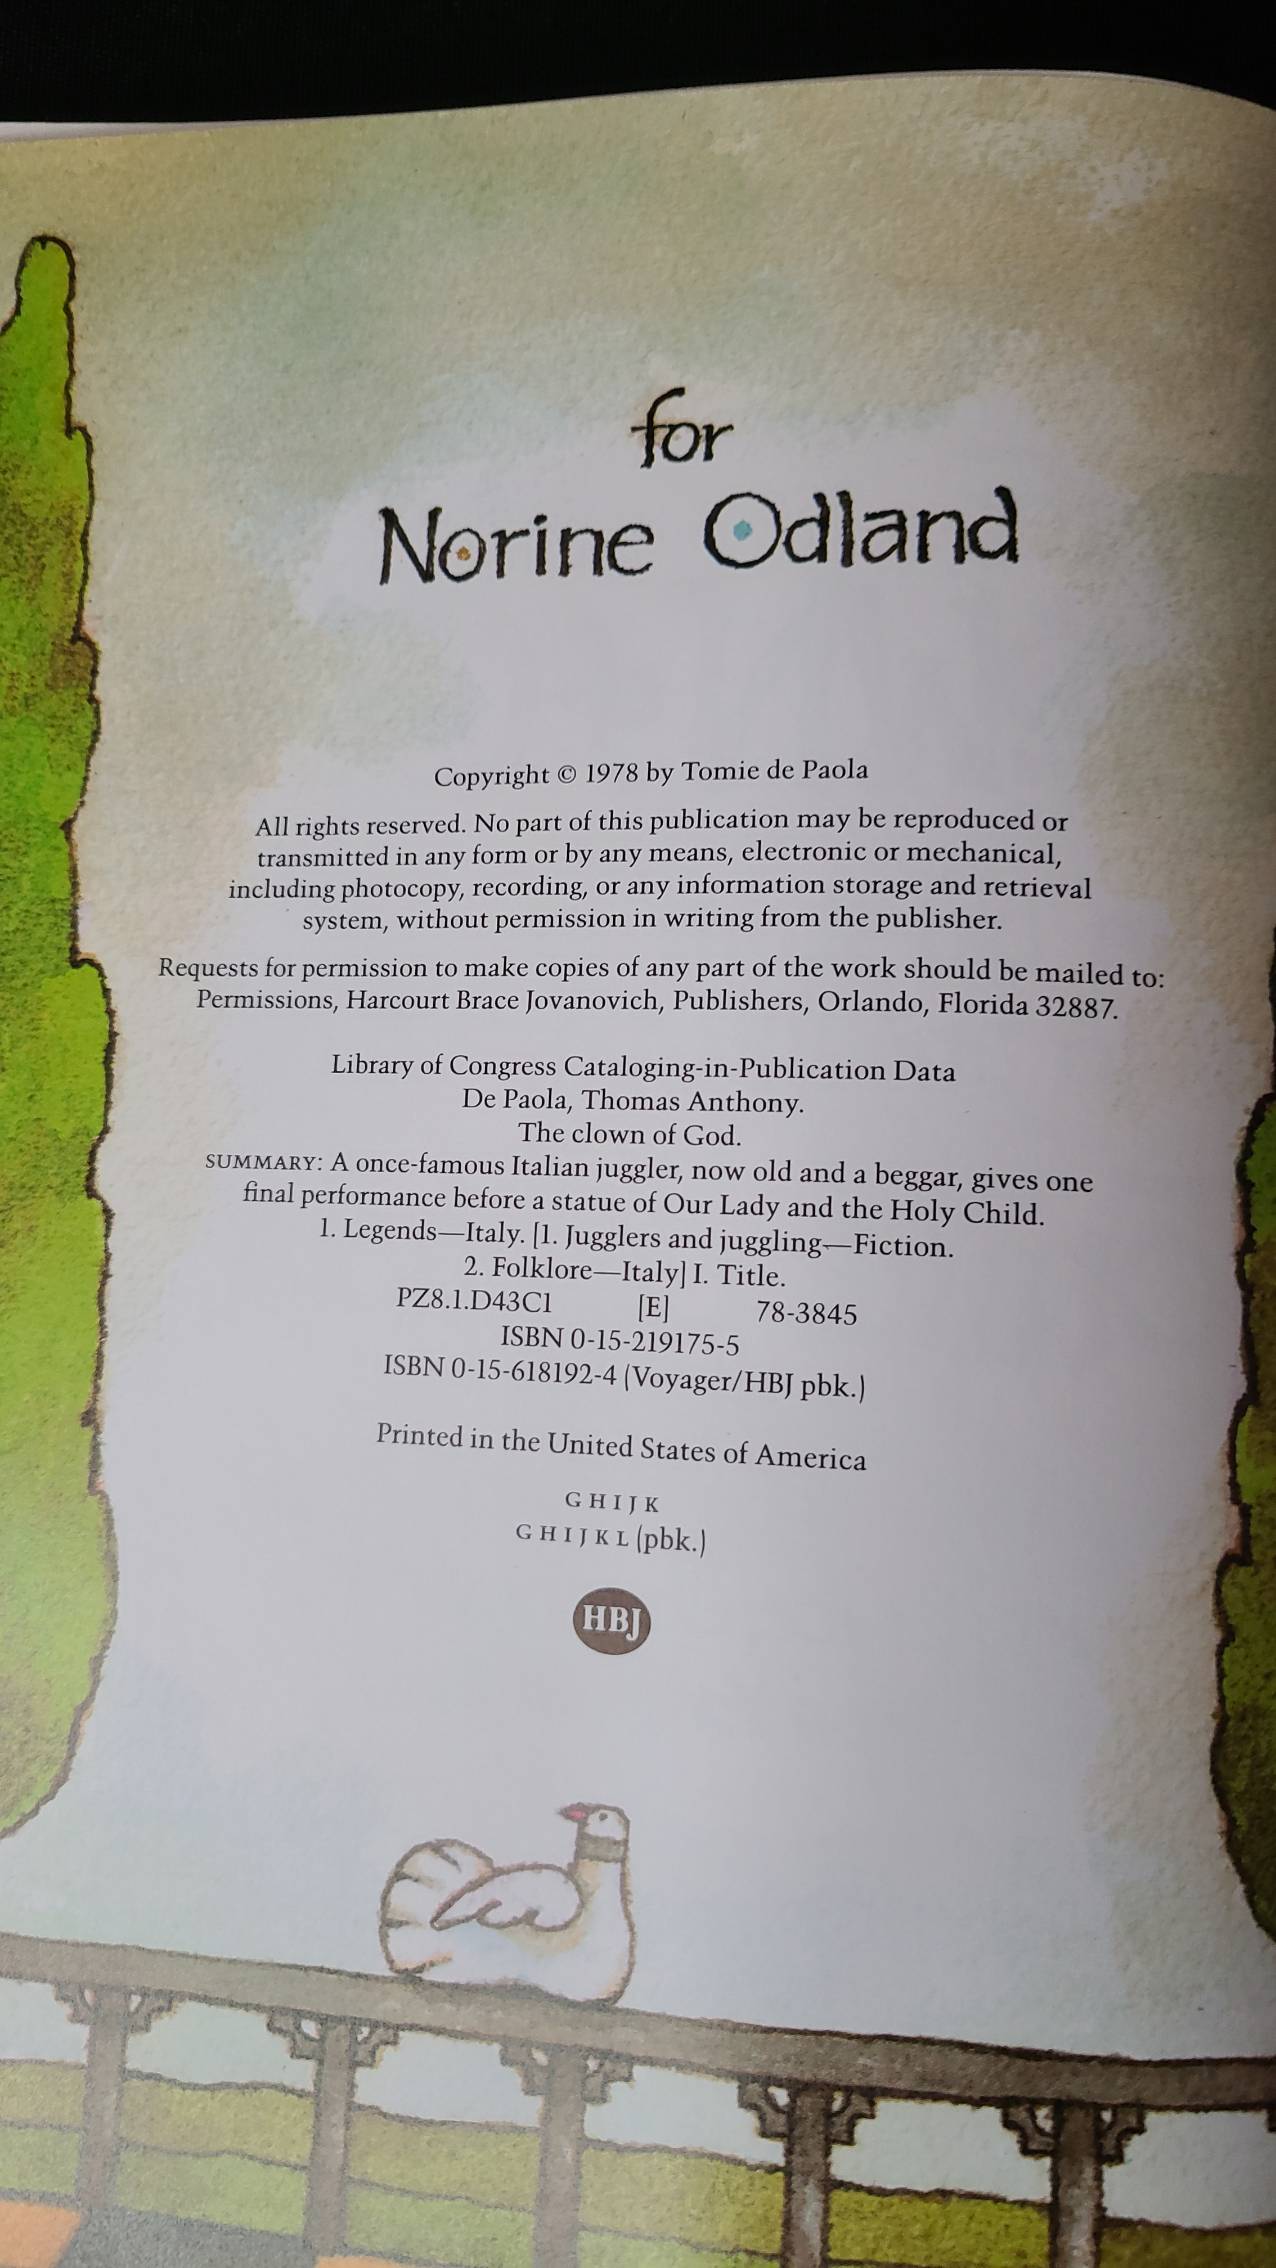 for
Norine Odland
Copyright © 1978 by Tomie de Paola
All rights reserved. No part of this publication may be reproduced or
transmitted in any form or by any means, electronic or mechanical,
including photocopy, recording, or any information storage and retrieval
system, without permission in writing from the publisher.
Requests for permission to make copies of any part of the work should be mailed to:
Permissions, Harcourt Brace Jovanovich, Publishers, Orlando, Florida 32887.
Library of Congress Cataloging-in-Publication Data
De Paola, Thomas Anthony.
The clown of God.
SUMMARY: A once-famous Italian juggler, now old and a beggar, gives one
final performance before a statue of Our Lady and the Holy Child.
1. Legends—Italy. [1. Jugglers and juggling—Fiction.
2. Folklore—Italy] I. Title.
PZ8.1.D43Cl [E] 78-3845
ISBN 0-15-219175-5
ISBN 0-15-618192-4 (Voyager/HBJ pbk.)
Printed in the United States of America
G H I J K
G H I J K L (pbk.)
HBJ